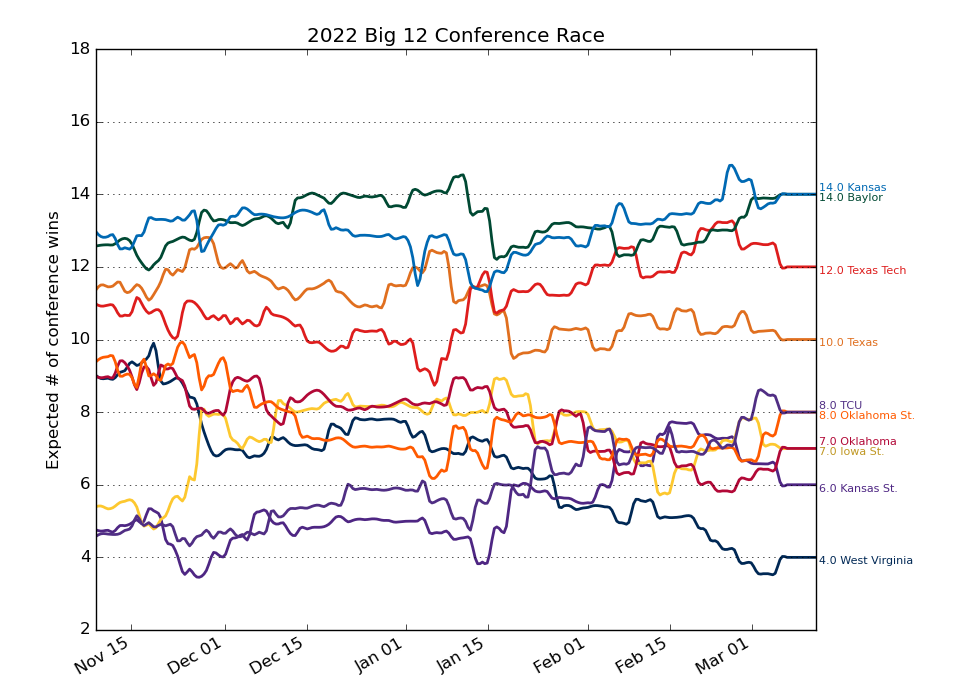 2022 Big 12 Conference Race
Expected # of conference wins
18
16
14
12
10
8
6
4
2
14.0 Kansas
14.0 Baylor
12.0 Texas Tech
10.0 Texas
8.0 TCU
8.0 Oklahoma St.
7.0 Oklahoma
7.0 Iowa St.
6.0 Kansas St.
4.0 West Virginia
Nov 15
Dec 01
Dec 15
Jan 01
Jan 15
Feb 01
Feb 15
Mar 01